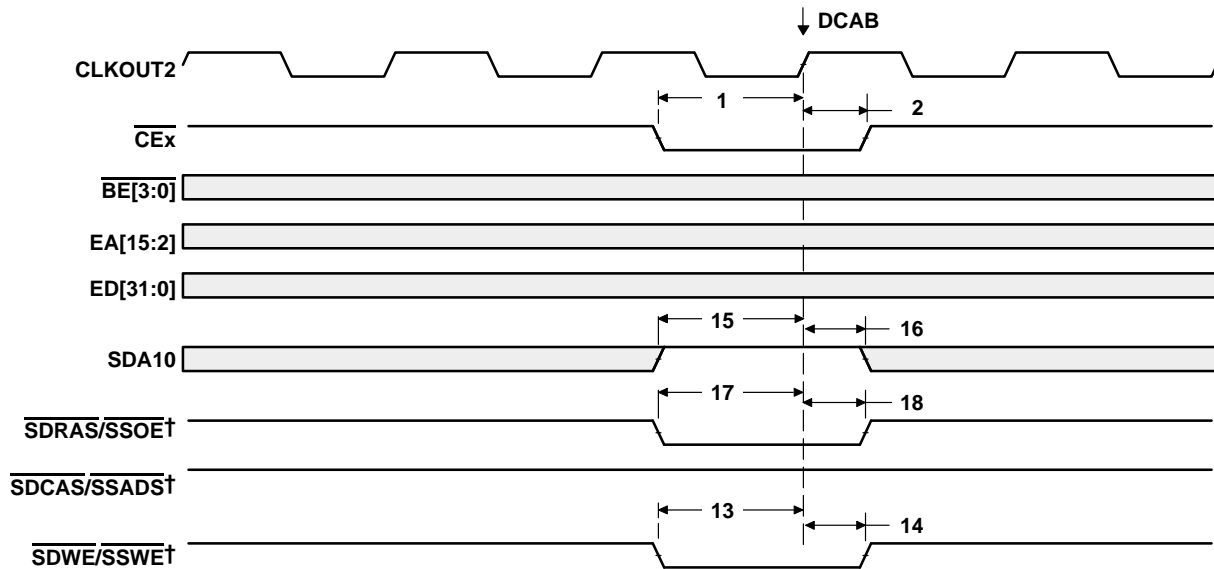 DCAB
CLKOUT2
1 2
CEx
BE[3:0]
EA[15:2]
ED[31:0]
15 16
SDA10
17 18
SDRAS/SSOE†
SDCAS/SSADS†
13 14
SDWE/SSWE†